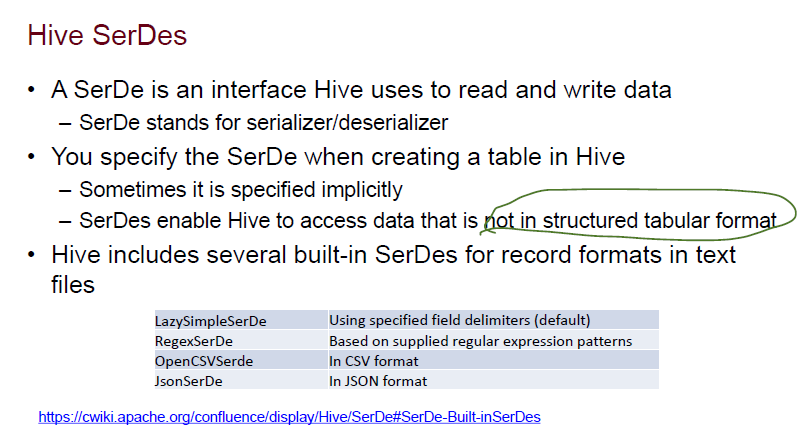 Hive SerDes
• A SerDe is an interface Hive uses to read and write data
– SerDe stands for serializer/deserializer
• You specify the SerDe when creating a table in Hive
– Sometimes it is specified implicitly
– SerDes enable Hive to access data that is not in structured tabular format
• Hive includes several built-in SerDes for record formats in text
files
LazySimpleSerDe Using specified field delimiters (default)
RegexSerDe Based on supplied regular expression patterns
OpenCSVSerde In CSV format
JsonSerDe In JSON format
https://cwiki.apache.org/confluence/display/Hive/SerDe#SerDe-Built-inSerDes